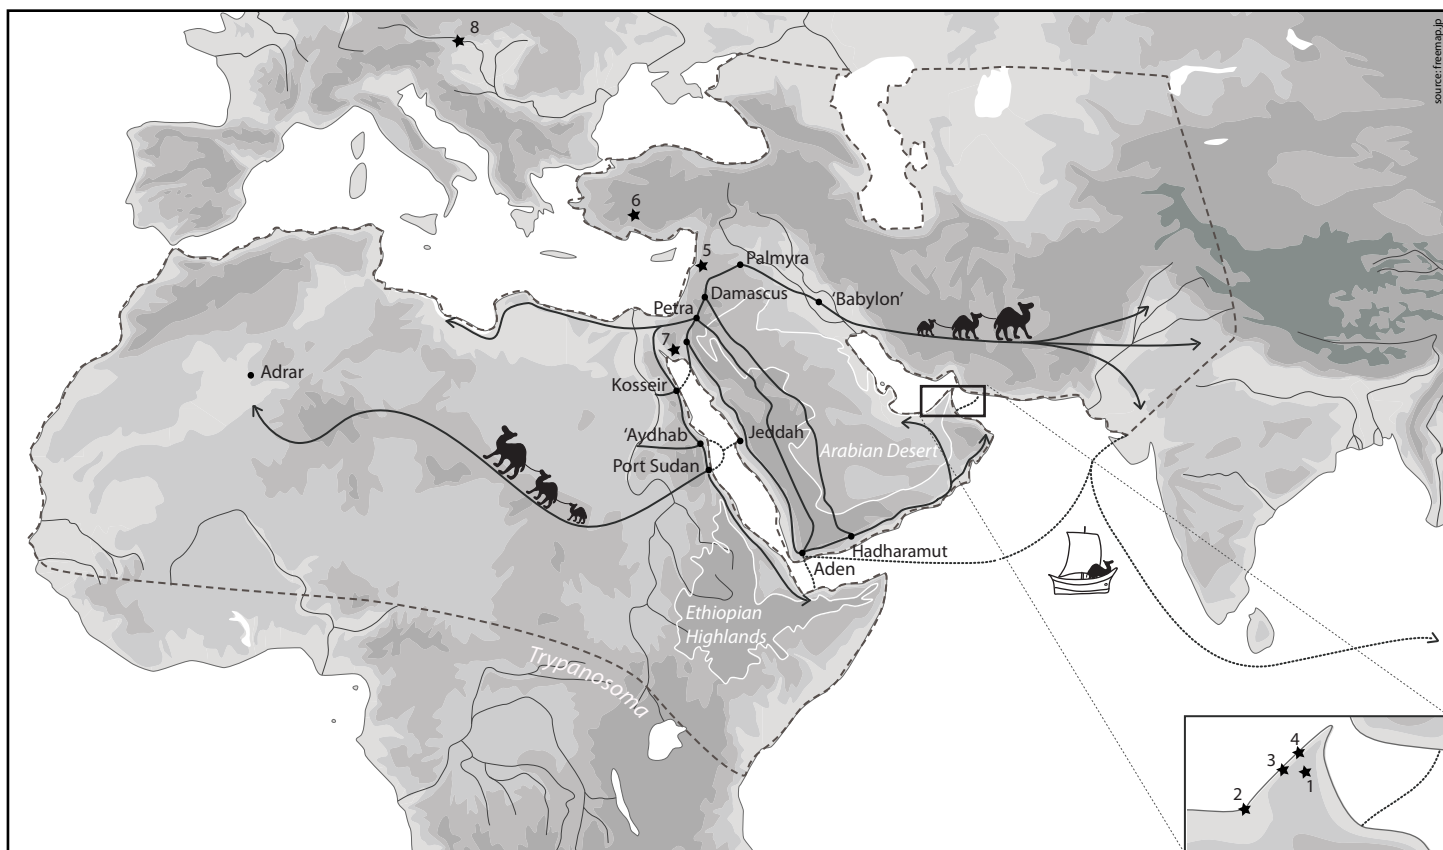 source: freemap.jp
8
6
5
Palmyra
Damascus
'Babylon'
Petra
7
Adrar
Kosseir
'Aydhab
Jeddah
Port Sudan
Arabian Desert
Hadharamut
Aden
Ethiopian
Highlands
Trypanosoma
4
3
1
2